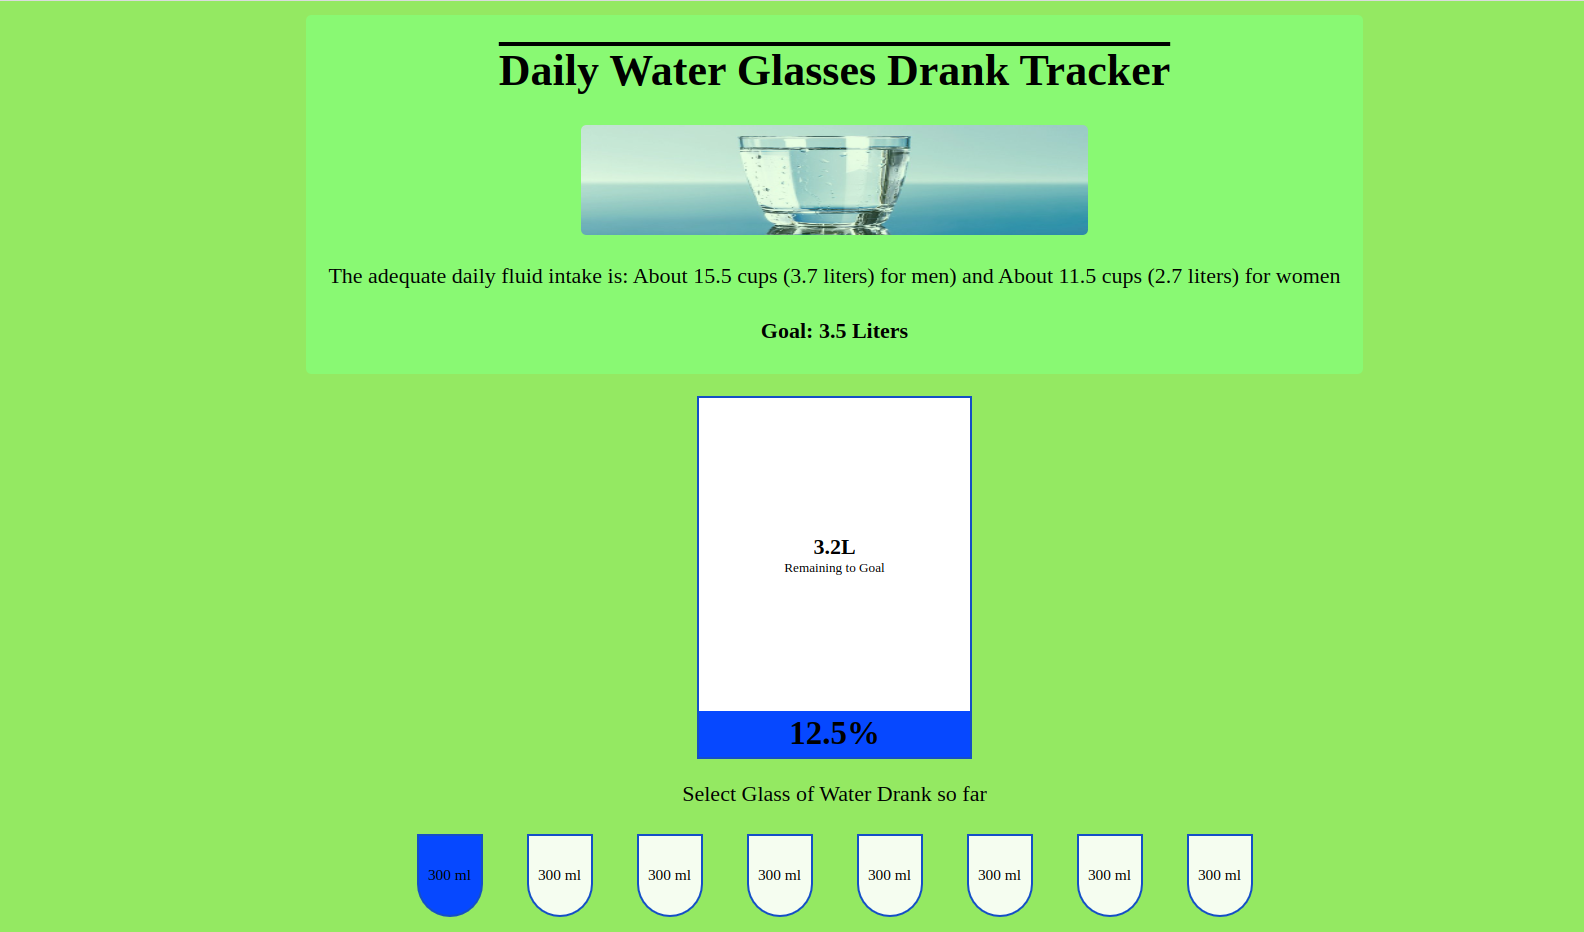 Daily Water Glasses Drank Tracker
The adequate daily fluid intake is: About 15.5 cups (3.7 liters) for men) and About 11.5 cups (2.7 liters) for women
Goal: 3.5 Liters
3.2L
Remaining to Goal
12.5%
Select Glass of Water Drank so far
300 ml 300 ml 300 ml 300 ml 300 ml 300 ml 300 ml 300 ml